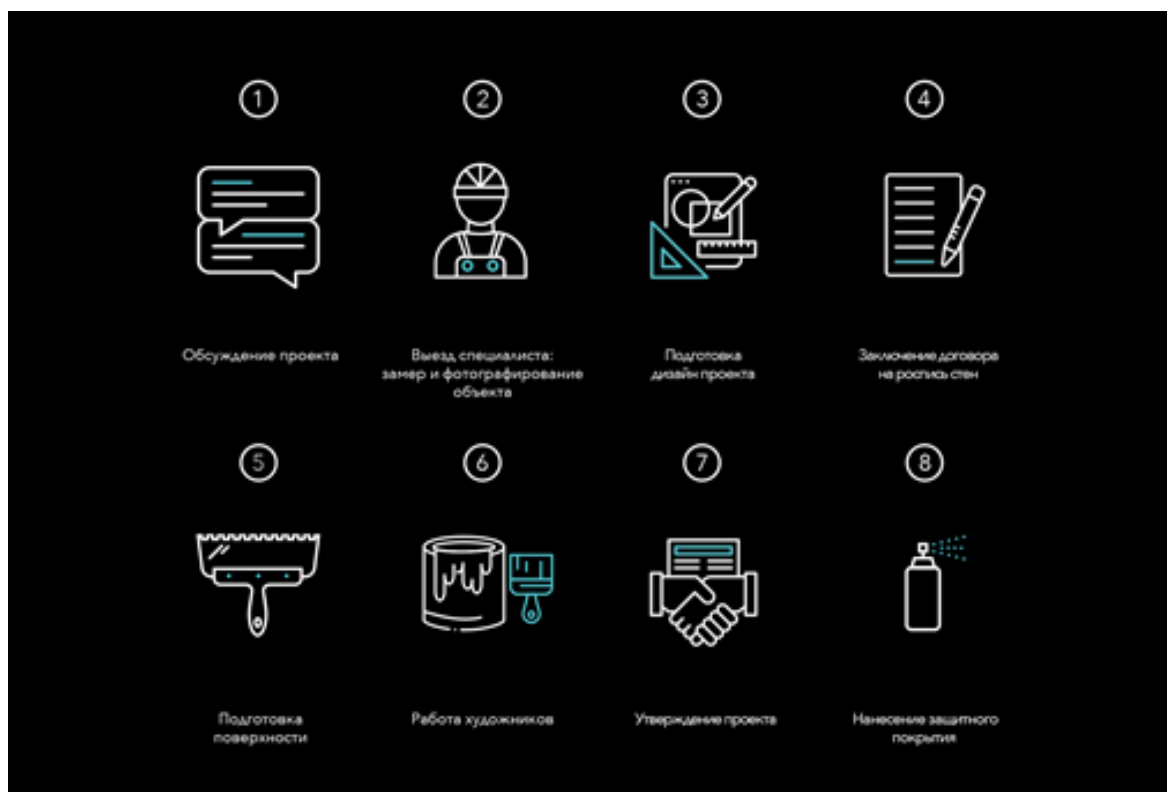 1
2
3
4
Обсуждение проекта
Выезд специалиста:
замер и фотографирование
объекта
Подготовка
дизайн проекта
Заключение договора
на роспись стен
5
6
7
8
Подготовка
поверхности
Работа художников
Утверждение проекта
Нанесение защитного
покрытия